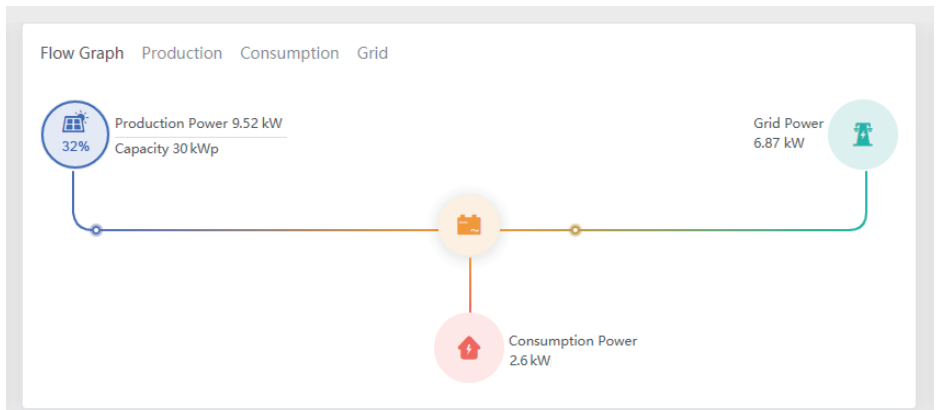 Flow Graph Production Consumption Grid
32%
Production Power 9.52 kW
Capacity 30 kWp
Grid Power
6.87 kW
Consumption Power
2.6 kW